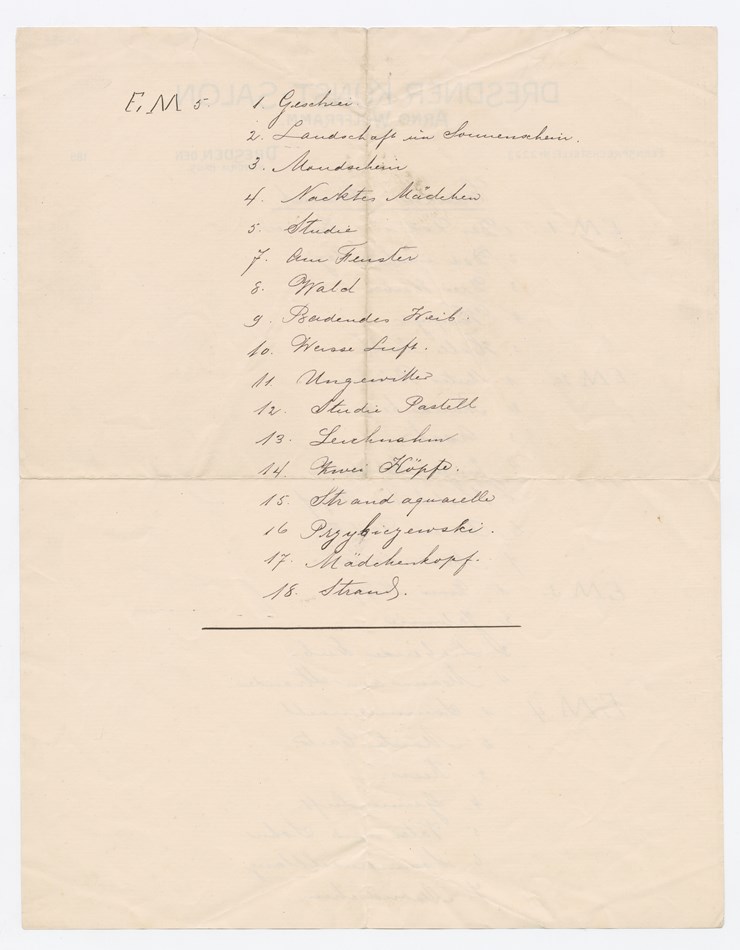 E. M 5 1. Geschrei.
2. Landschaft im Sonnenschein.
3. Mondschein
4. Nacktes Mädchen
5. Studie
7. Am Fenster
8. Wald
9. Badendes Weib.
10. Weisse Luft.
11. Ungewitter
12. Studie Pastell
13.
14. Zwei Köpfe.
15. Strand aquarelle
16 Przybiczewski.
17. Mädchenkopf.
18. Strand.